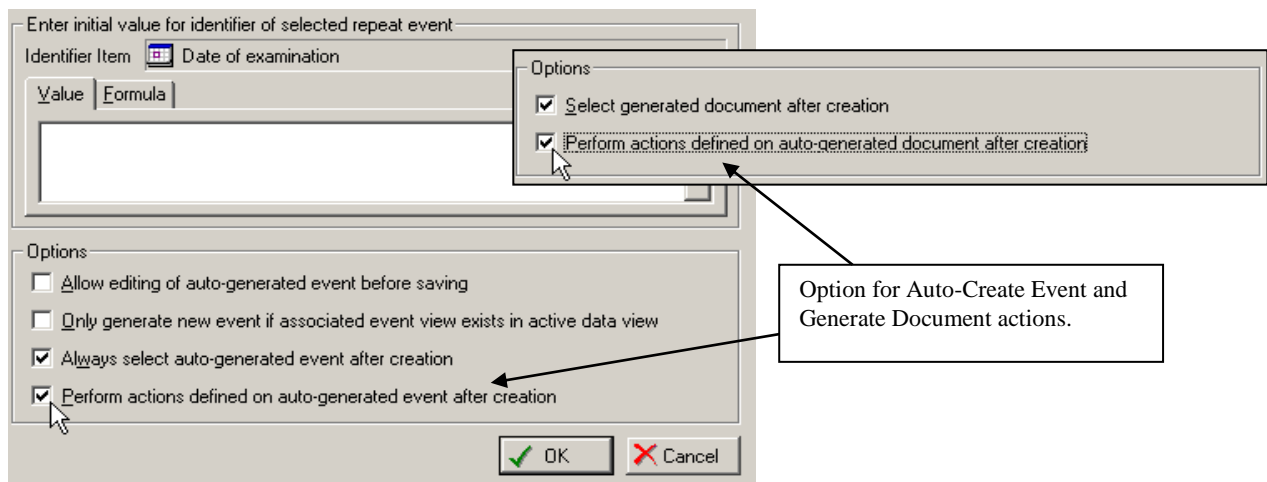 Enter initial value for identifier of selected repeat event
Identifier Item Date of examination
Value Formula
Options
Select generated document after creation
Perform actions defined on auto-generated document after creation
Options
Allow editing of auto-generated event before saving
Only generate new event if associated event view exists in active data view
Always select auto-generated event after creation
Perform actions defined on auto-generated event after creation
Option for Auto-Create Event and
Generate Document actions.
OK Cancel